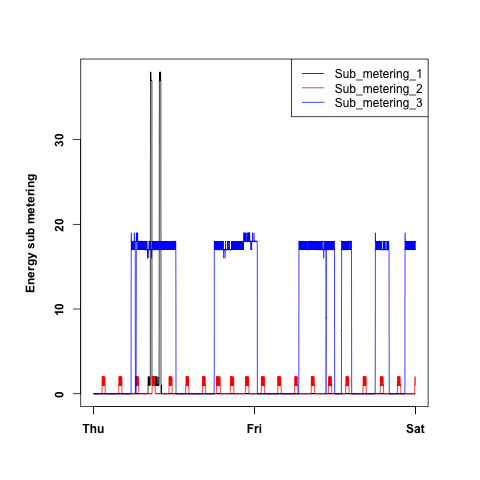 Sub_metering_1
Sub_metering_2
Sub_metering_3
Energy sub metering
30
20
10
0
Thu
Fri
Sat